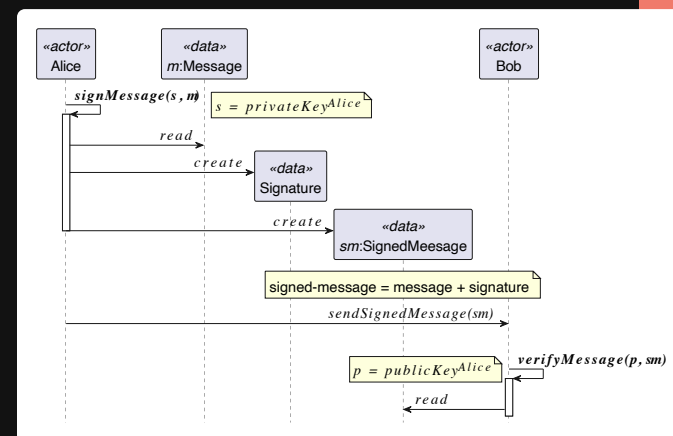 «actor»
Alice
«data»
m:Message
«actor»
Bob
signMessage(s, m)
s = privateKey^Alice
read
create
«data»
Signature
create
«data»
sm:SignedMeesage
signed-message = message + signature
sendSignedMessage(sm)
verifyMessage(p, sm)
p = publicKey^Alice
read